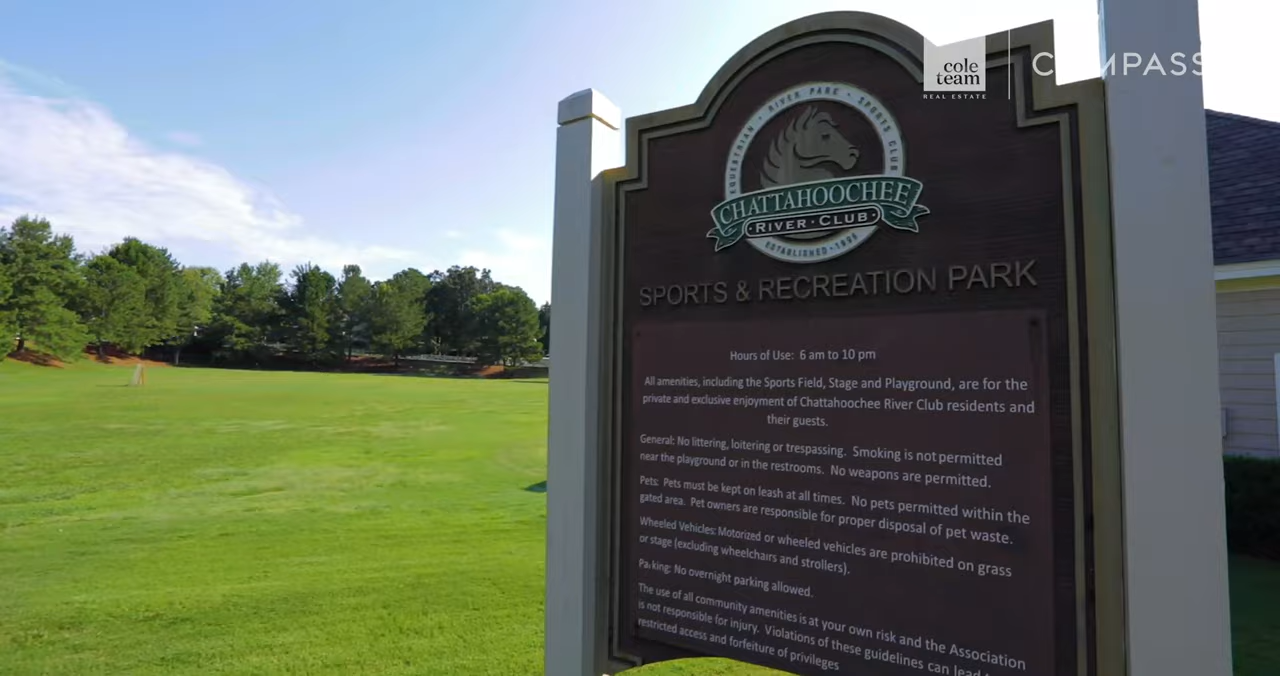 cole
team
REAL ESTATE
COMPASS
EQUESTRIAN · RIVER PARK · SPORTS CLUB
CHATTAHOOCHEE
· RIVER · CLUB ·
ESTABLISHED
SPORTS & RECREATION PARK
Hours of Use: 6 am to 10 pm
All amenities, including the Sports Field, Stage and Playground, are for the
private and exclusive enjoyment of Chattahoochee River Club residents and
their guests.
General: No littering, loitering or trespassing. Smoking is not permitted
near the playground or in the restrooms. No weapons are permitted.
Pets: Pets must be kept on leash at all times. No pets permitted within the
gated area. Pet owners are responsible for proper disposal of pet waste.
Wheeled Vehicles: Motorized or wheeled vehicles are prohibited on grass
or stage (excluding wheelchairs and strollers).
Parking: No overnight parking allowed.
The use of all community amenities is at your own risk and the Association
is not responsible for injury. Violations of these guidelines can lead
restricted access and forfeiture of privileges